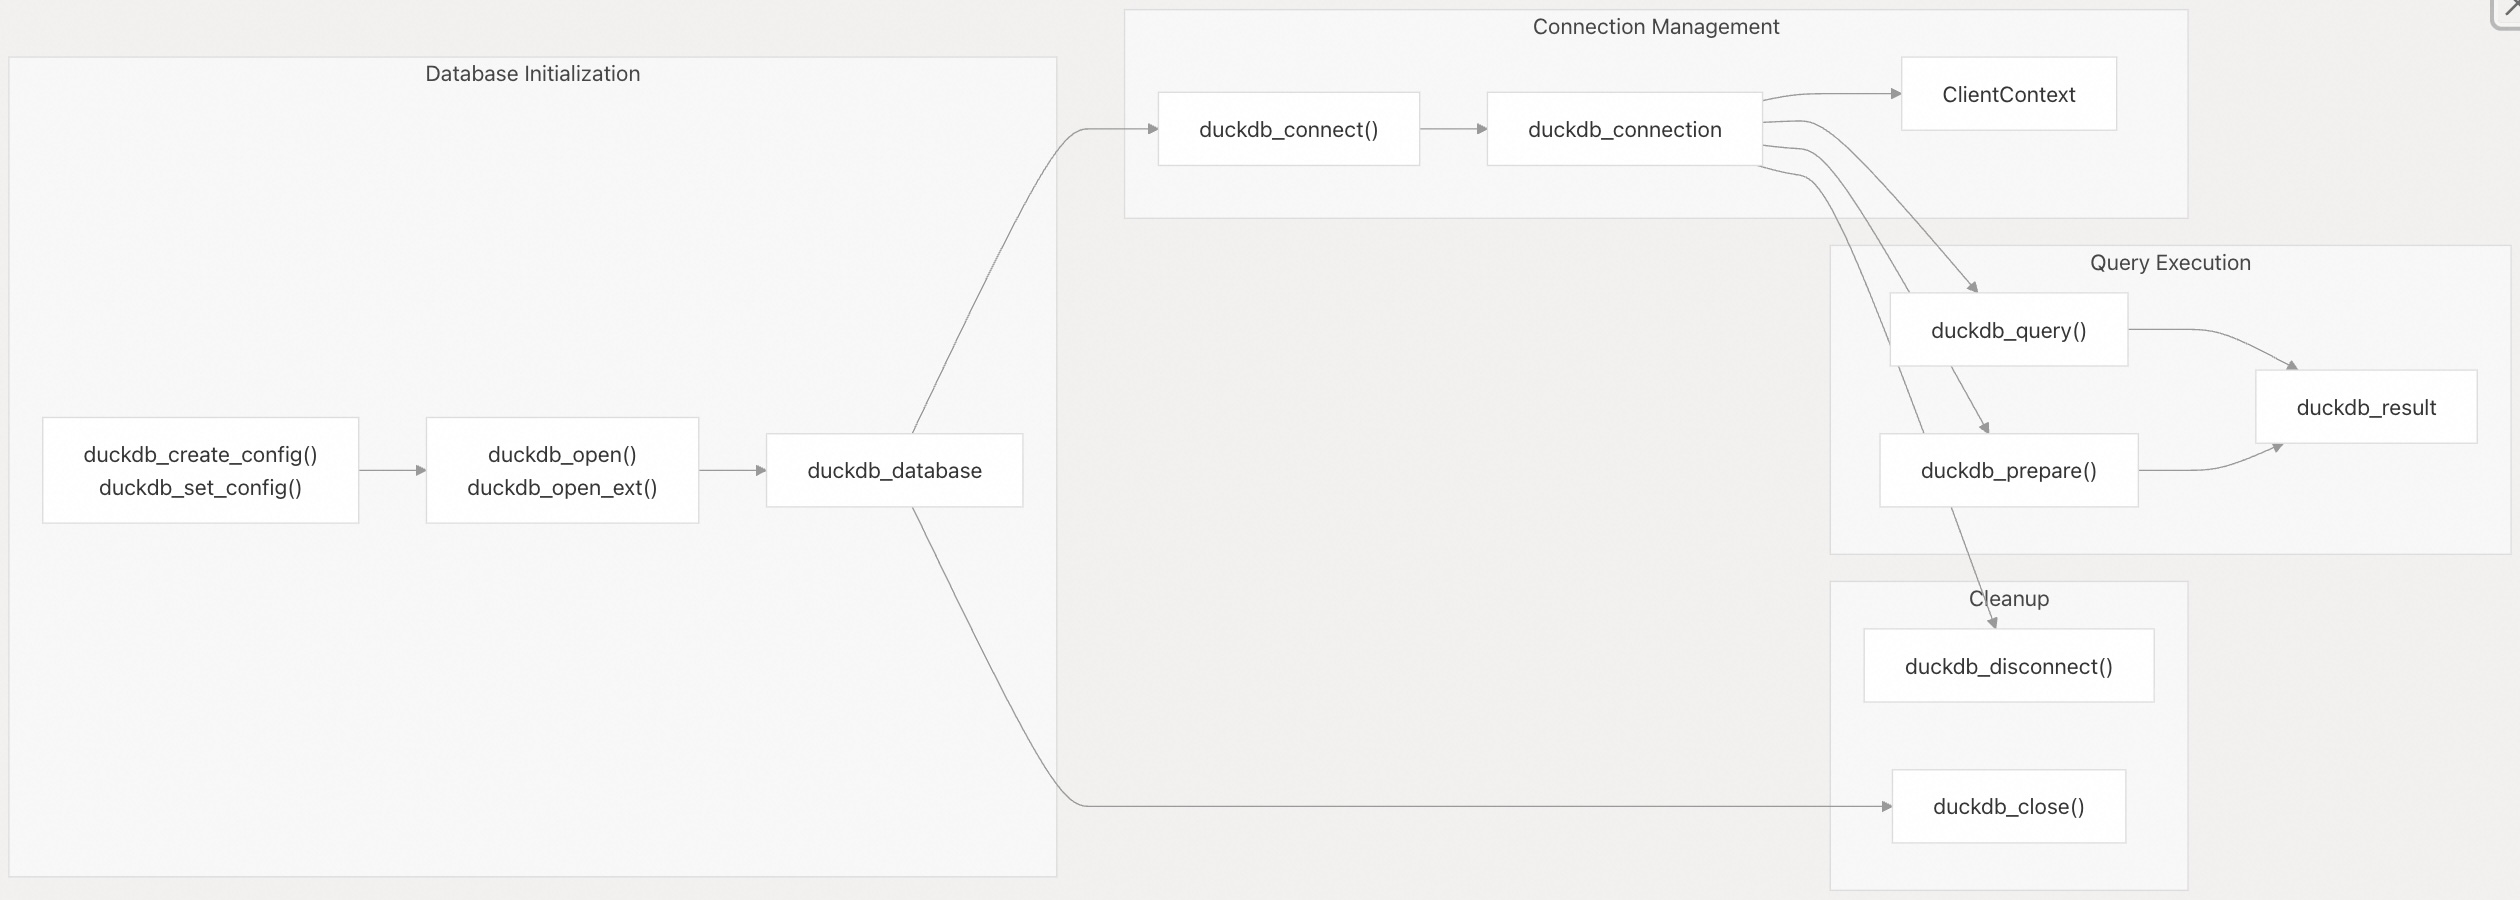 Database Initialization
duckdb_create_config()
duckdb_set_config()
duckdb_open()
duckdb_open_ext()
duckdb_database
Connection Management
duckdb_connect()
duckdb_connection
ClientContext
Query Execution
duckdb_query()
duckdb_prepare()
duckdb_result
Cleanup
duckdb_disconnect()
duckdb_close()